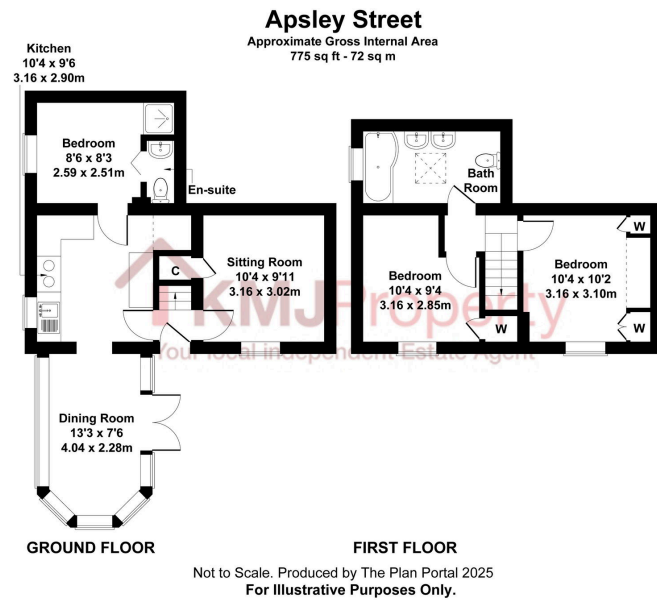 Apsley Street
Approximate Gross Internal Area
775 sq ft - 72 sq m
Kitchen
10'4 x 9'6
3.16 x 2.90m
Bedroom
8'6 x 8'3
2.59 x 2.51m
En-suite
Sitting Room
10'4 x 9'11
3.16 x 3.02m
C
Dining Room
13'3 x 7'6
4.04 x 2.28m
Bath
Room
Bedroom
10'4 x 9'4
3.16 x 2.85m
W
Bedroom
10'4 x 10'2
3.16 x 3.10m
W
W
KMJProperty
Your local independent Estate Agent
GROUND FLOOR
FIRST FLOOR
Not to Scale. Produced by The Plan Portal 2025
For Illustrative Purposes Only.